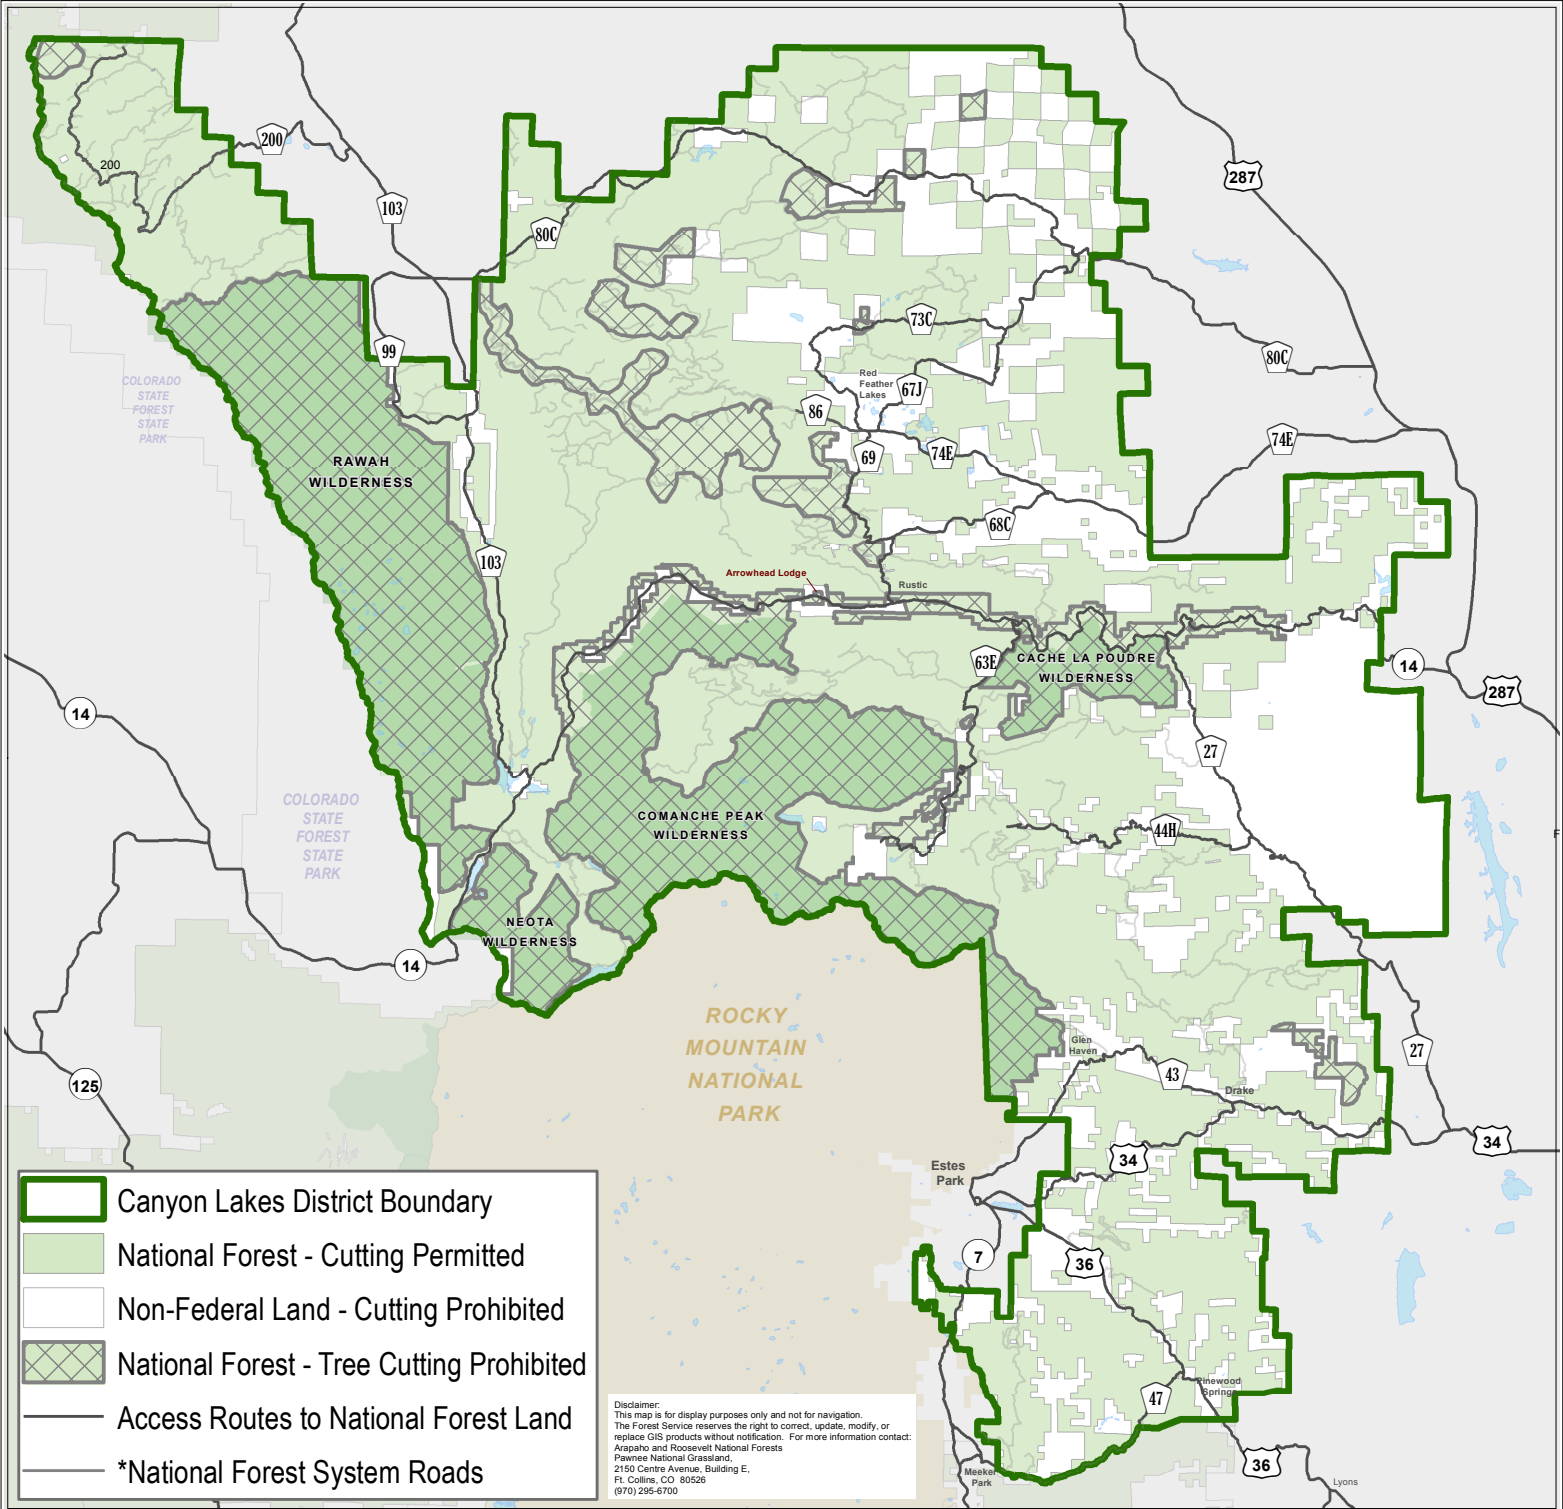 287
200
200
103
80C
73C
80C
99
COLORADO
STATE
FOREST
STATE
PARK
Red
Feather
Lakes
67J
86
74E
69
74E
RAWAH
WILDERNESS
68C
103
Arrowhead Lodge
Rustic
63E
CACHE LA POUDRE
WILDERNESS
14
287
14
27
COLORADO
STATE
FOREST
STATE
PARK
COMANCHE PEAK
WILDERNESS
44H
F
NEOTA
WILDERNESS
14
ROCKY
MOUNTAIN
NATIONAL
PARK
Glen
Haven
27
43
125
Drake
34
34
Estes
Park
7
36
Pinewood
Springs
47
36
Meeker
Park
Lyons
Canyon Lakes District Boundary
National Forest - Cutting Permitted
Non-Federal Land - Cutting Prohibited
National Forest - Tree Cutting Prohibited
Access Routes to National Forest Land
*National Forest System Roads
Disclaimer:
This map is for display purposes only and not for navigation.
The Forest Service reserves the right to correct, update, modify, or
replace GIS products without notification. For more information contact:
Arapaho and Roosevelt National Forests
Pawnee National Grassland,
2150 Centre Avenue, Building E,
Ft. Collins, CO 80526
(970) 295-6700